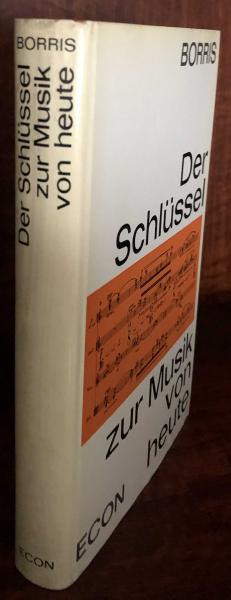 BORRIS
Der Schlüssel
zur Musik
von heute
ECON
BORRIS
Der
Schlüssel
zur Musik
von
heute
ECON